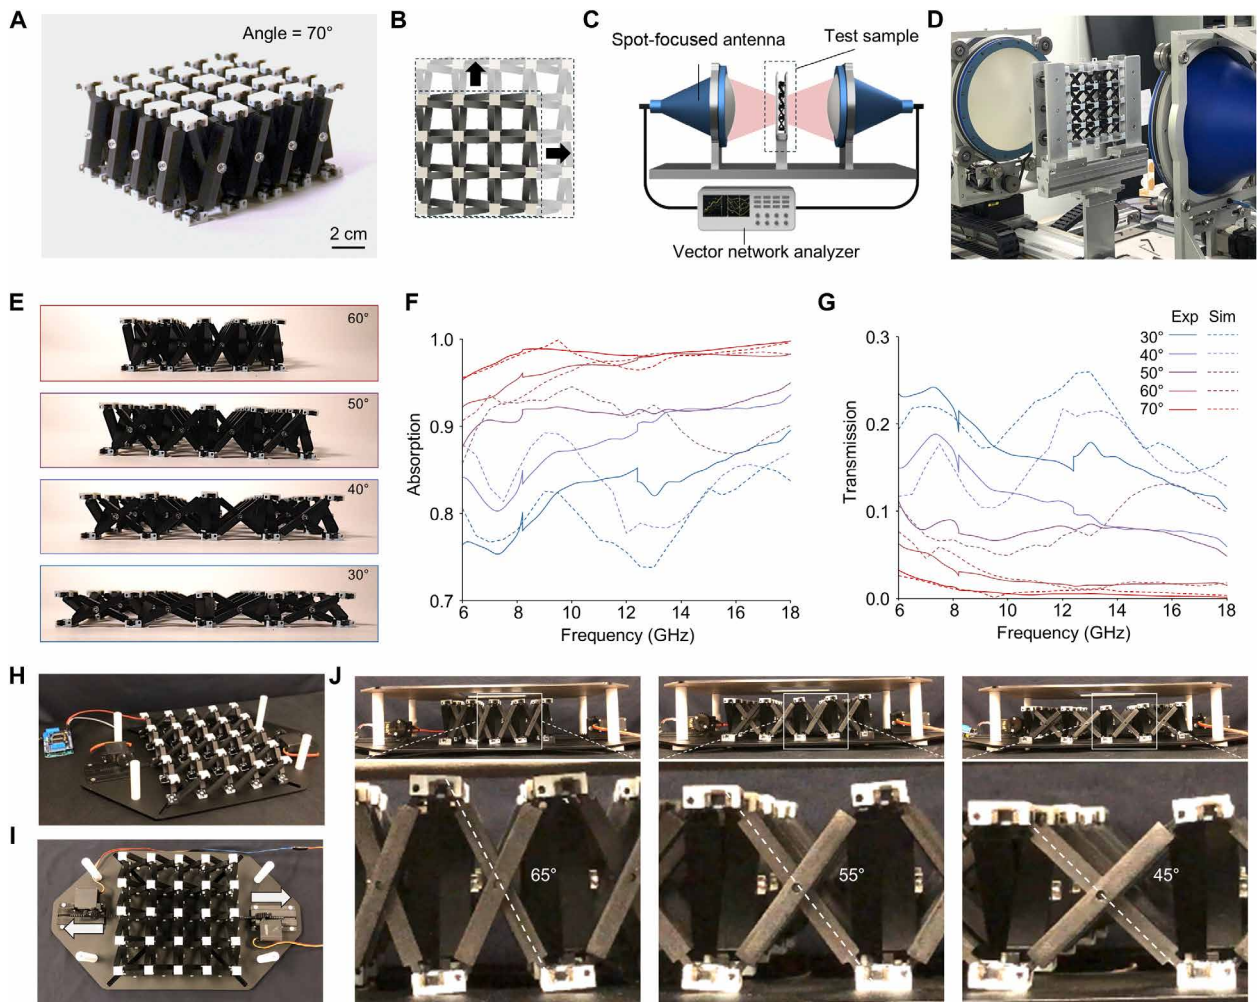 A
Angle = 70°
2 cm
B
C
Spot-focused antenna
Test sample
Vector network analyzer
D
E
60°
50°
40°
30°
F
1.0
0.9
0.8
0.7
Absorption
6 8 10 12 14 16 18
Frequency (GHz)
G
0.3
0.2
0.1
0.0
Transmission
6 8 10 12 14 16 18
Frequency (GHz)
Exp Sim
30°
40°
50°
60°
70°
H
I
J
65°
55°
45°